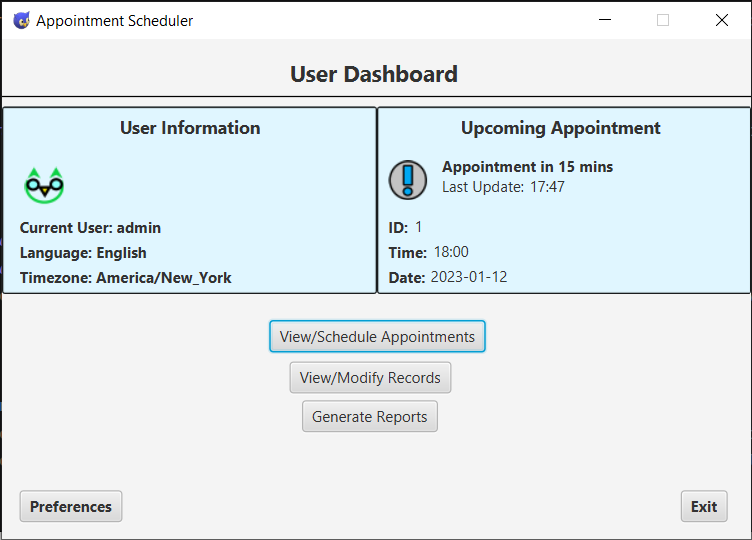 Appointment Scheduler
User Dashboard
User Information
Current User: admin
Language: English
Timezone: America/New_York
Upcoming Appointment
Appointment in 15 mins
Last Update: 17:47
ID: 1
Time: 18:00
Date: 2023-01-12
View/Schedule Appointments
View/Modify Records
Generate Reports
Preferences
Exit